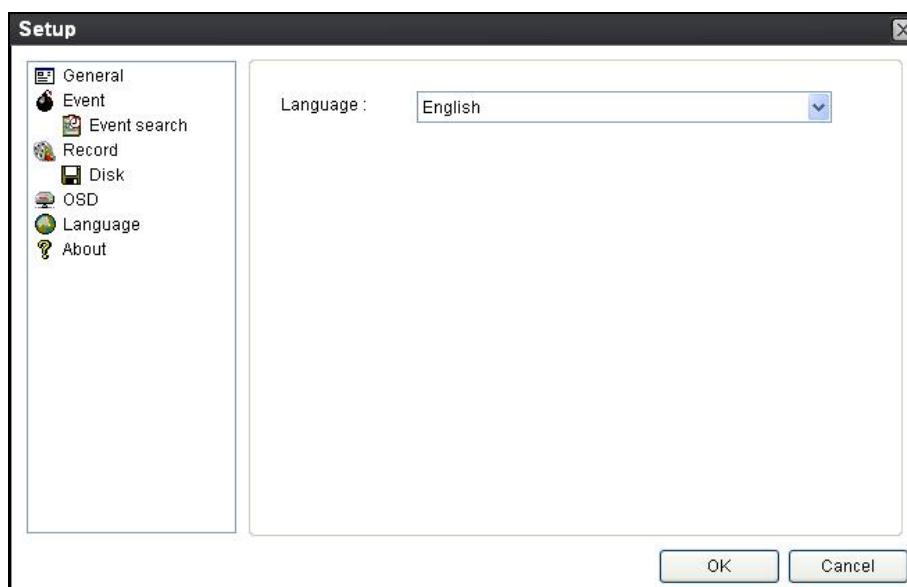 Setup
General
Event
Event search
Record
Disk
OSD
Language
About
Language :
English
OK
Cancel